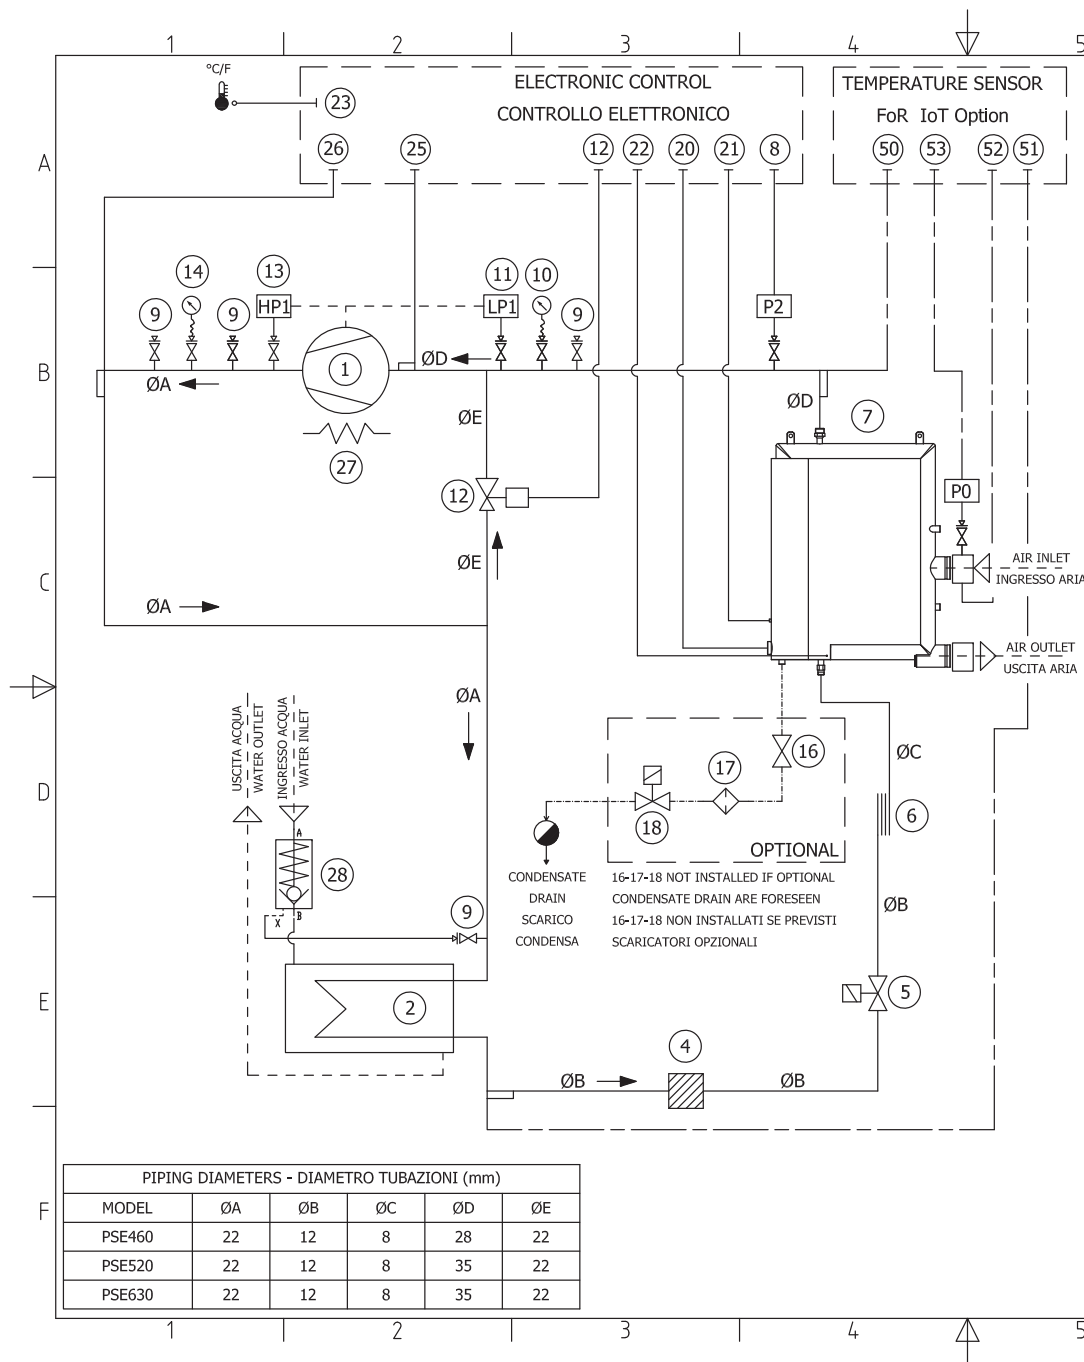 1 2 3 4 5
°C/F
23
ELECTRONIC CONTROL
CONTROLLO ELETTRONICO
26 25 12 22 20 21 8
TEMPERATURE SENSOR
FoR IoT Option
50 53 52 51
A
14 13 11 10
9 9 HP1 LP1 9 P2
B
1
ØD
ØA
ØE
ØD
7
27
12
P0
C
ØE
AIR INLET
INGRESSO ARIA
ØA
AIR OUTLET
USCITA ARIA
ØA
USCITA ACQUA
WATER OUTLET
INGRESSO ACQUA
WATER INLET
D
16
17
18
ØC
6
OPTIONAL
A
28
B
X
CONDENSATE
DRAIN
SCARICO
CONDENSA
16-17-18 NOT INSTALLED IF OPTIONAL
CONDENSATE DRAIN ARE FORESEEN
16-17-18 NON INSTALLATI SE PREVISTI
SCARICATORI OPZIONALI
ØB
9
E
2
5
4
ØB
ØB
F
PIPING DIAMETERS - DIAMETRO TUBAZIONI (mm)
MODEL ØA ØB ØC ØD ØE
PSE460 22 12 8 28 22
PSE520 22 12 8 35 22
PSE630 22 12 8 35 22
1 2 3 4 5